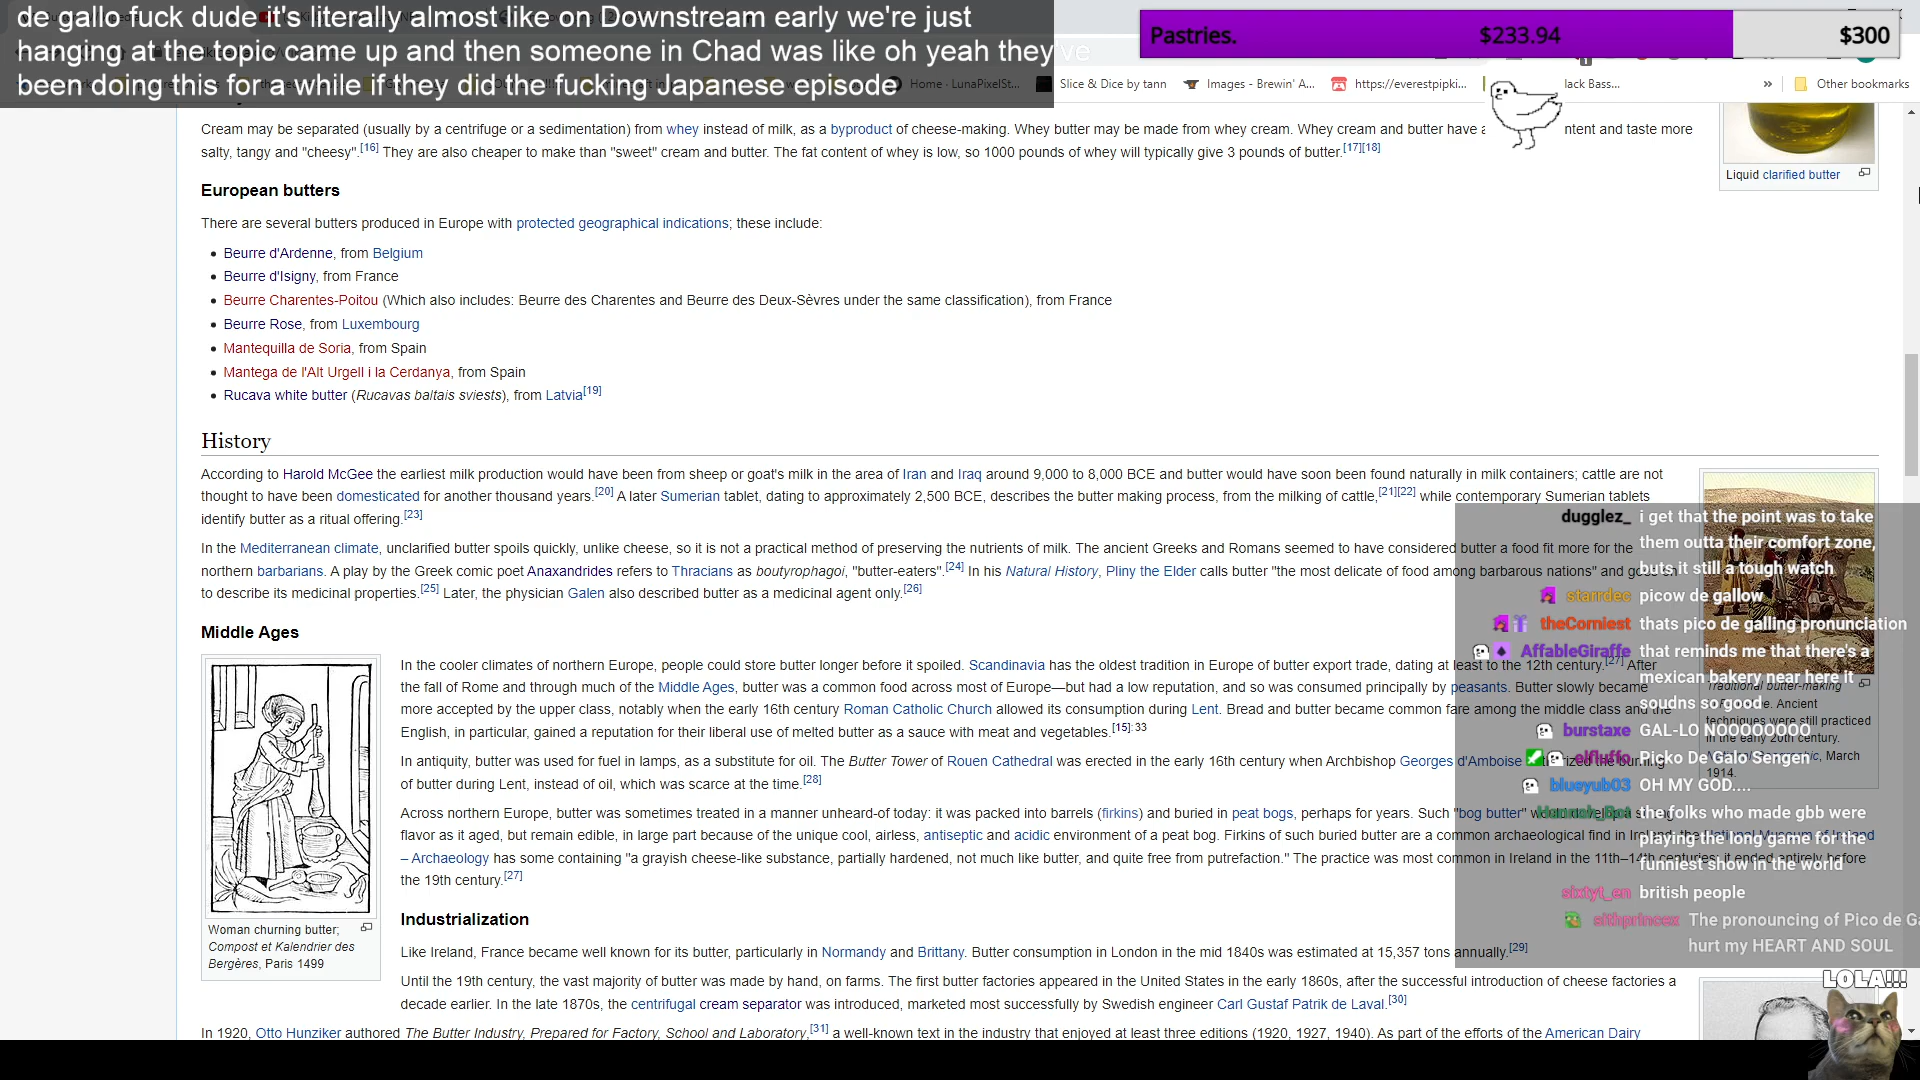 de gallo fuck dude it's literally almost like on Downstream early we're just
hanging at the topic came up and then someone in Chad was like oh yeah they've
been doing this for a while if they did the fucking Japanese episode
Pastries. $233.94 $300
Home - LunaPixelSt... Slice & Dice by tann Images - Brewin' A... https://everestpipki... lack Bass... » Other bookmarks
Cream may be separated (usually by a centrifuge or a sedimentation) from whey instead of milk, as a byproduct of cheese-making. Whey butter may be made from whey cream. Whey cream and butter have a ntent and taste more
salty, tangy and "cheesy".[16] They are also cheaper to make than "sweet" cream and butter. The fat content of whey is low, so 1000 pounds of whey will typically give 3 pounds of butter.[17][18]
Liquid clarified butter
European butters
There are several butters produced in Europe with protected geographical indications; these include:
• Beurre d'Ardenne, from Belgium
• Beurre d'Isigny, from France
• Beurre Charentes-Poitou (Which also includes: Beurre des Charentes and Beurre des Deux-Sèvres under the same classification), from France
• Beurre Rose, from Luxembourg
• Mantequilla de Soria, from Spain
• Mantega de l'Alt Urgell i la Cerdanya, from Spain
• Rucava white butter (Rucavas baltais sviests), from Latvia[19]
History
According to Harold McGee the earliest milk production would have been from sheep or goat's milk in the area of Iran and Iraq around 9,000 to 8,000 BCE and butter would have soon been found naturally in milk containers; cattle are not
thought to have been domesticated for another thousand years.[20] A later Sumerian tablet, dating to approximately 2,500 BCE, describes the butter making process, from the milking of cattle,[21][22] while contemporary Sumerian tablets
identify butter as a ritual offering.[23]
In the Mediterranean climate, unclarified butter spoils quickly, unlike cheese, so it is not a practical method of preserving the nutrients of milk. The ancient Greeks and Romans seemed to have considered butter a food fit more for the
northern barbarians. A play by the Greek comic poet Anaxandrides refers to Thracians as boutyrophagoi, "butter-eaters".[24] In his Natural History, Pliny the Elder calls butter "the most delicate of food among barbarous nations" and goes on
to describe its medicinal properties.[25] Later, the physician Galen also described butter as a medicinal agent only.[26]
Middle Ages
In the cooler climates of northern Europe, people could store butter longer before it spoiled. Scandinavia has the oldest tradition in Europe of butter export trade, dating at least to the 12th century.[27] After
the fall of Rome and through much of the Middle Ages, butter was a common food across most of Europe—but had a low reputation, and so was consumed principally by peasants. Butter slowly became
more accepted by the upper class, notably when the early 16th century Roman Catholic Church allowed its consumption during Lent. Bread and butter became common fare among the middle class and the
English, in particular, gained a reputation for their liberal use of melted butter as a sauce with meat and vegetables.[15]: 33
In antiquity, butter was used for fuel in lamps, as a substitute for oil. The Butter Tower of Rouen Cathedral was erected in the early 16th century when Archbishop Georges d'Amboise the burning
of butter during Lent, instead of oil, which was scarce at the time.[28]
Across northern Europe, butter was sometimes treated in a manner unheard-of today: it was packed into barrels (firkins) and buried in peat bogs, perhaps for years. Such "bog butter"
flavor as it aged, but remain edible, in large part because of the unique cool, airless, antiseptic and acidic environment of a peat bog. Firkins of such buried butter are a common archaeological find in Ireland; the National Museum of Ireland
– Archaeology has some containing "a grayish cheese-like substance, partially hardened, not much like butter, and quite free from putrefaction." The practice was most common in Ireland in the 11th–14th centuries; it ended entirely before
the 19th century.[27]
Woman churning butter;
Compost et Kalendrier des
Bergères, Paris 1499
Industrialization
Like Ireland, France became well known for its butter, particularly in Normandy and Brittany. Butter consumption in London in the mid 1840s was estimated at 15,357 tons annually.[29]
Until the 19th century, the vast majority of butter was made by hand, on farms. The first butter factories appeared in the United States in the early 1860s, after the successful introduction of cheese factories a
decade earlier. In the late 1870s, the centrifugal cream separator was introduced, marketed most successfully by Swedish engineer Carl Gustaf Patrik de Laval.[30]
In 1920, Otto Hunziker authored The Butter Industry, Prepared for Factory, School and Laboratory,[31] a well-known text in the industry that enjoyed at least three editions (1920, 1927, 1940). As part of the efforts of the American Dairy
Traditional butter-making
e. Ancient
techniques were still practiced
in the early 20th century.
March
1914.
dugglez_ i get that the point was to take
them outta their comfort zone,
buts it still a tough watch
starrdec picow de gallow
theCorniest thats pico de galling pronunciation
AffableGiraffe that reminds me that there's a
mexican bakery near here it
soudns so good
burstaxe GAL-LO NOOOOOOOO
elfluffo Picko De Galo Sengen
blueyub03 OH MY GOD....
Hannah_Bot the folks who made gbb were
playing the long game for the
funniest show in the world
sixtyt_en british people
sithprincex The pronouncing of Pico de Ga
hurt my HEART AND SOUL
LOLA!!!